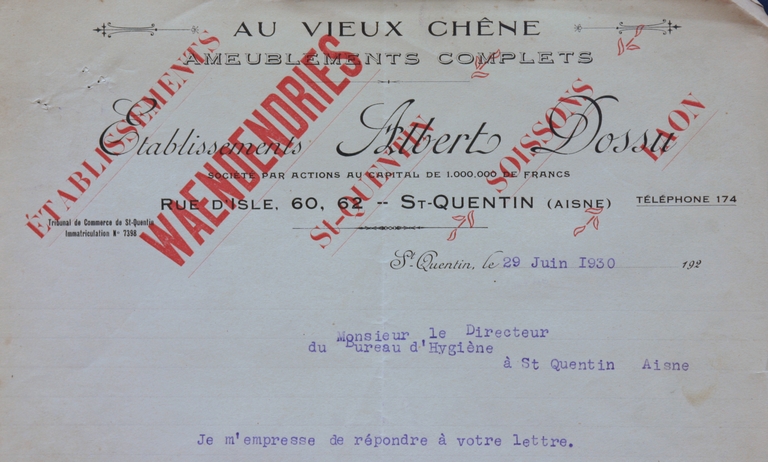 AU VIEUX CHÊNE
AMEUBLEMENTS COMPLETS
ÉTABLISSEMENTS
WAENDENDRIES
ST-QUENTIN
SOISSONS
LAON
Etablissements Albert Dossu
SOCIÉTÉ PAR ACTIONS AU CAPITAL DE 1.000.000 DE FRANCS
RUE D'ISLE, 60, 62 -- ST-QUENTIN (AISNE)
TÉLÉPHONE 174
Tribunal de Commerce de St-Quentin
Immatriculation N° 7398
St Quentin, le 29 Juin 1930 192
Monsieur le Directeur
du Bureau d'Hygiène
à St Quentin Aisne
Je m'empresse de répondre à votre lettre.